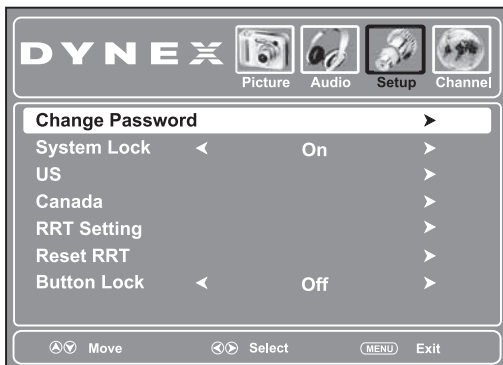 DYNEX
Picture Audio Setup Channel
Change Password
System Lock On
US
Canada
RRT Setting
Reset RRT
Button Lock Off
Move Select MENU Exit